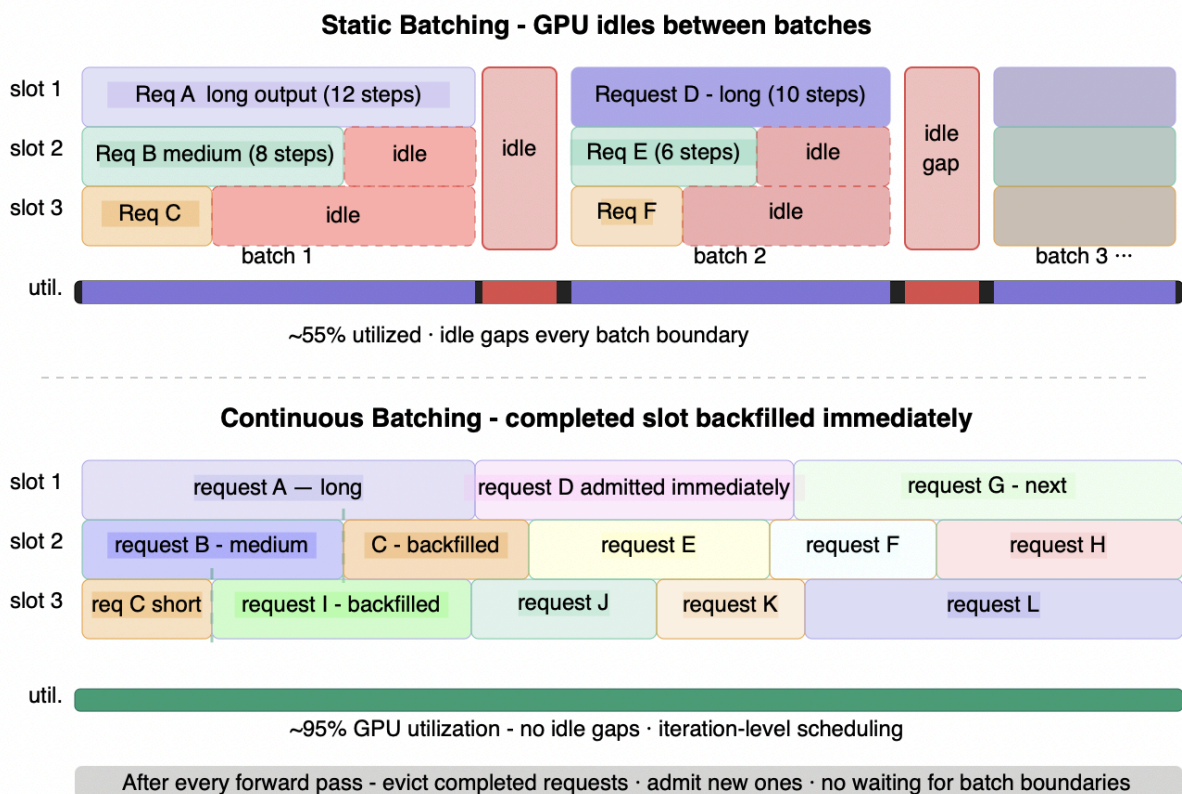 Static Batching - GPU idles between batches
slot 1
Req A long output (12 steps)
Request D - long (10 steps)
slot 2
Req B medium (8 steps)
idle
idle
Req E (6 steps)
idle
idle
gap
slot 3
Req C
idle
Req F
idle
batch 1
batch 2
batch 3 ···
util.
~55% utilized · idle gaps every batch boundary
Continuous Batching - completed slot backfilled immediately
slot 1
request A — long
request D admitted immediately
request G - next
slot 2
request B - medium
C - backfilled
request E
request F
request H
slot 3
req C short
request I - backfilled
request J
request K
request L
util.
~95% GPU utilization - no idle gaps · iteration-level scheduling
After every forward pass - evict completed requests · admit new ones · no waiting for batch boundaries